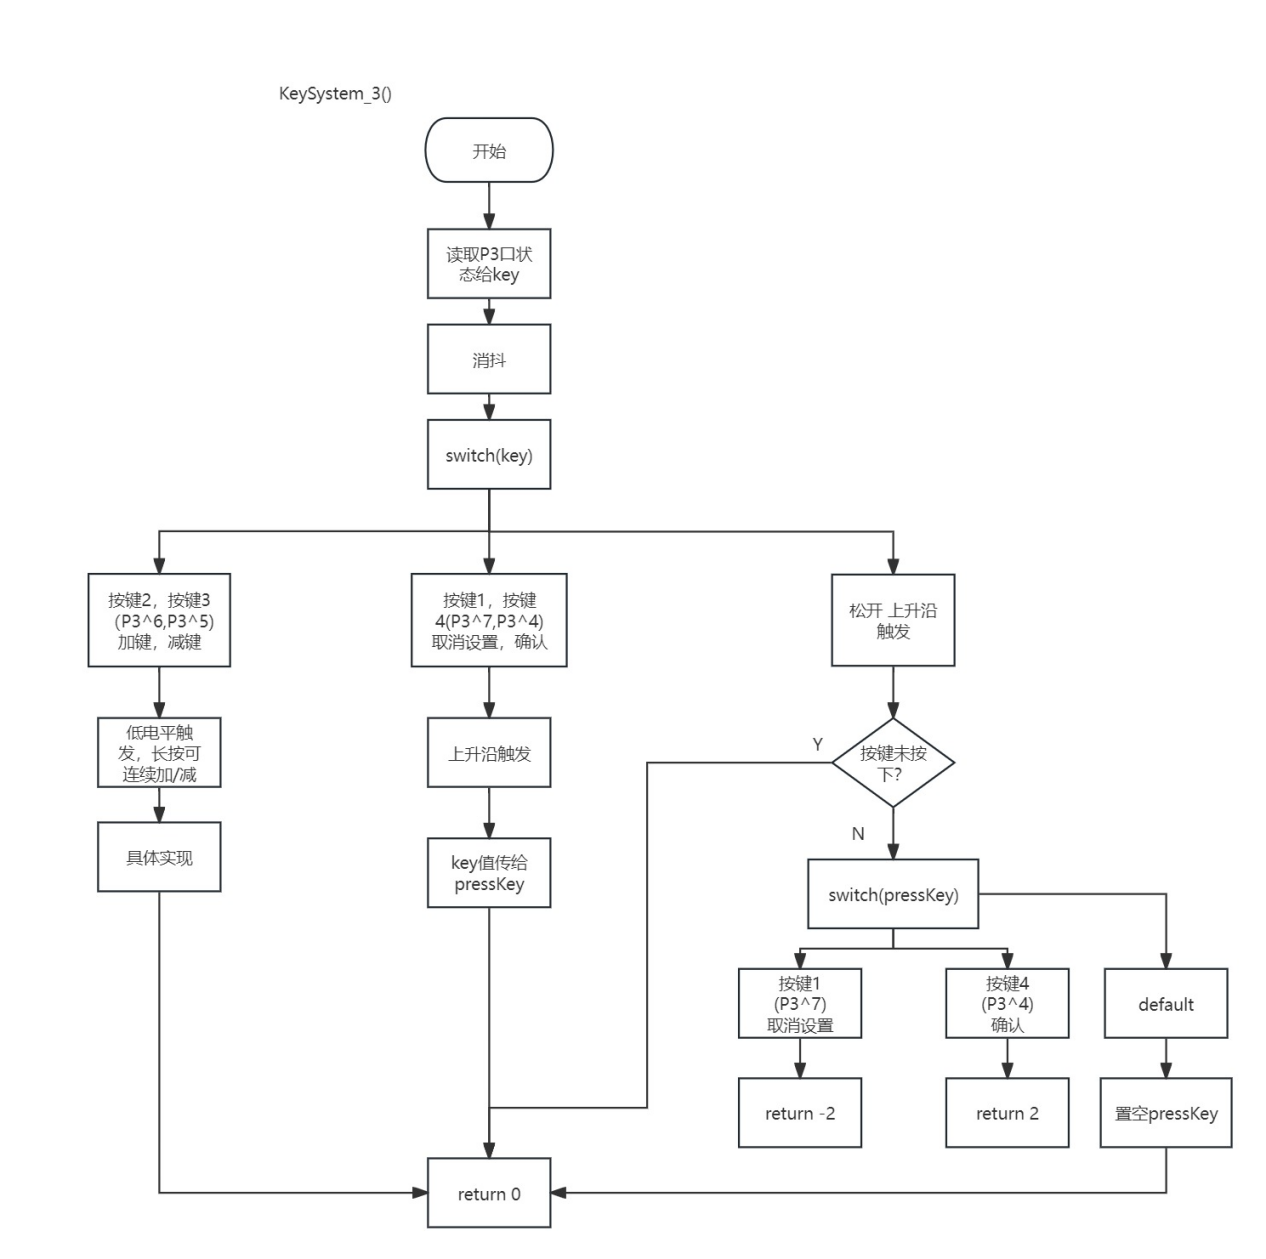 KeySystem_3()
开始
读取P3口状
态给key
消抖
switch(key)
按键2，按键3
（P3^6,P3^5)
加键，减键
按键1，按键
4(P3^7,P3^4)
取消设置，确认
松开 上升沿
触发
低电平触
发，长按可
连续加/减
上升沿触发
Y
按键未按
下？
N
具体实现
key值传给
pressKey
switch(pressKey)
按键1
(P3^7)
取消设置
按键4
(P3^4)
确认
default
return -2
return 2
置空pressKey
return 0